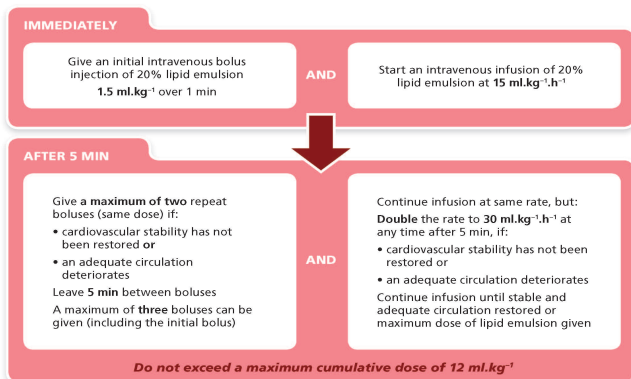 IMMEDIATELY
Give an initial intravenous bolus
injection of 20% lipid emulsion
1.5 ml.kg⁻¹ over 1 min
AND
Start an intravenous infusion of 20%
lipid emulsion at 15 ml.kg⁻¹.h⁻¹
AFTER 5 MIN
Give a maximum of two repeat
boluses (same dose) if:
• cardiovascular stability has not
been restored or
• an adequate circulation
deteriorates
Leave 5 min between boluses
A maximum of three boluses can be
given (including the initial bolus)
AND
Continue infusion at same rate, but:
Double the rate to 30 ml.kg⁻¹.h⁻¹ at
any time after 5 min, if:
• cardiovascular stability has not been
restored or
• an adequate circulation deteriorates
Continue infusion until stable and
adequate circulation restored or
maximum dose of lipid emulsion given
Do not exceed a maximum cumulative dose of 12 ml.kg⁻¹